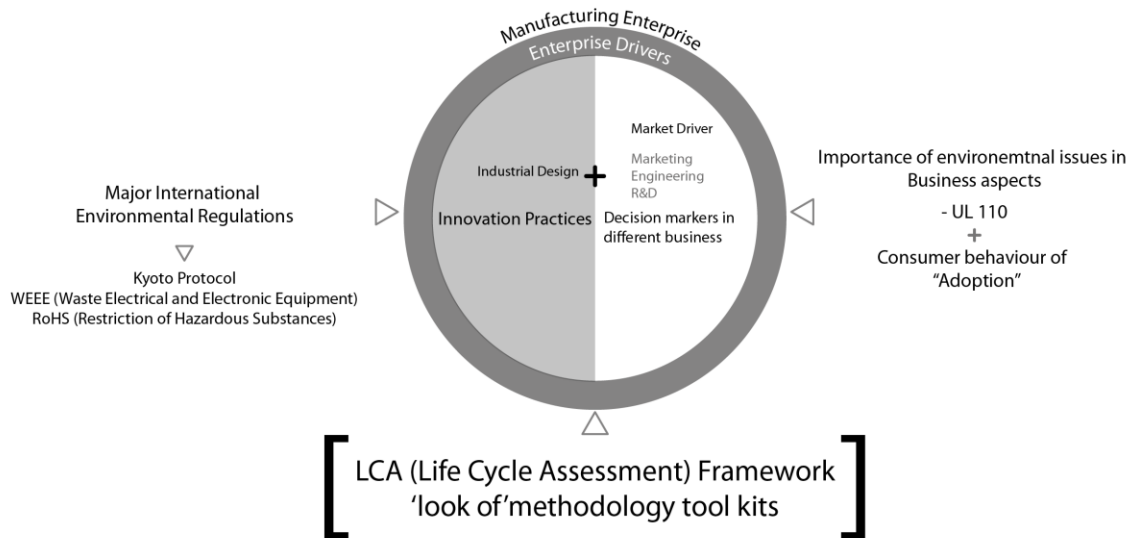 Manufacturing Enterprise
Enterprise Drivers
Market Driver
Industrial Design
+
Marketing
Engineering
R&D
Innovation Practices
Decision markers in
different business
Major International
Environmental Regulations
Kyoto Protocol
WEEE (Waste Electrical and Electronic Equipment)
RoHS (Restriction of Hazardous Substances)
Importance of environemtnal issues in
Business aspects
- UL 110
+
Consumer behaviour of
“Adoption”
LCA (Life Cycle Assessment) Framework
‘look of’methodology tool kits